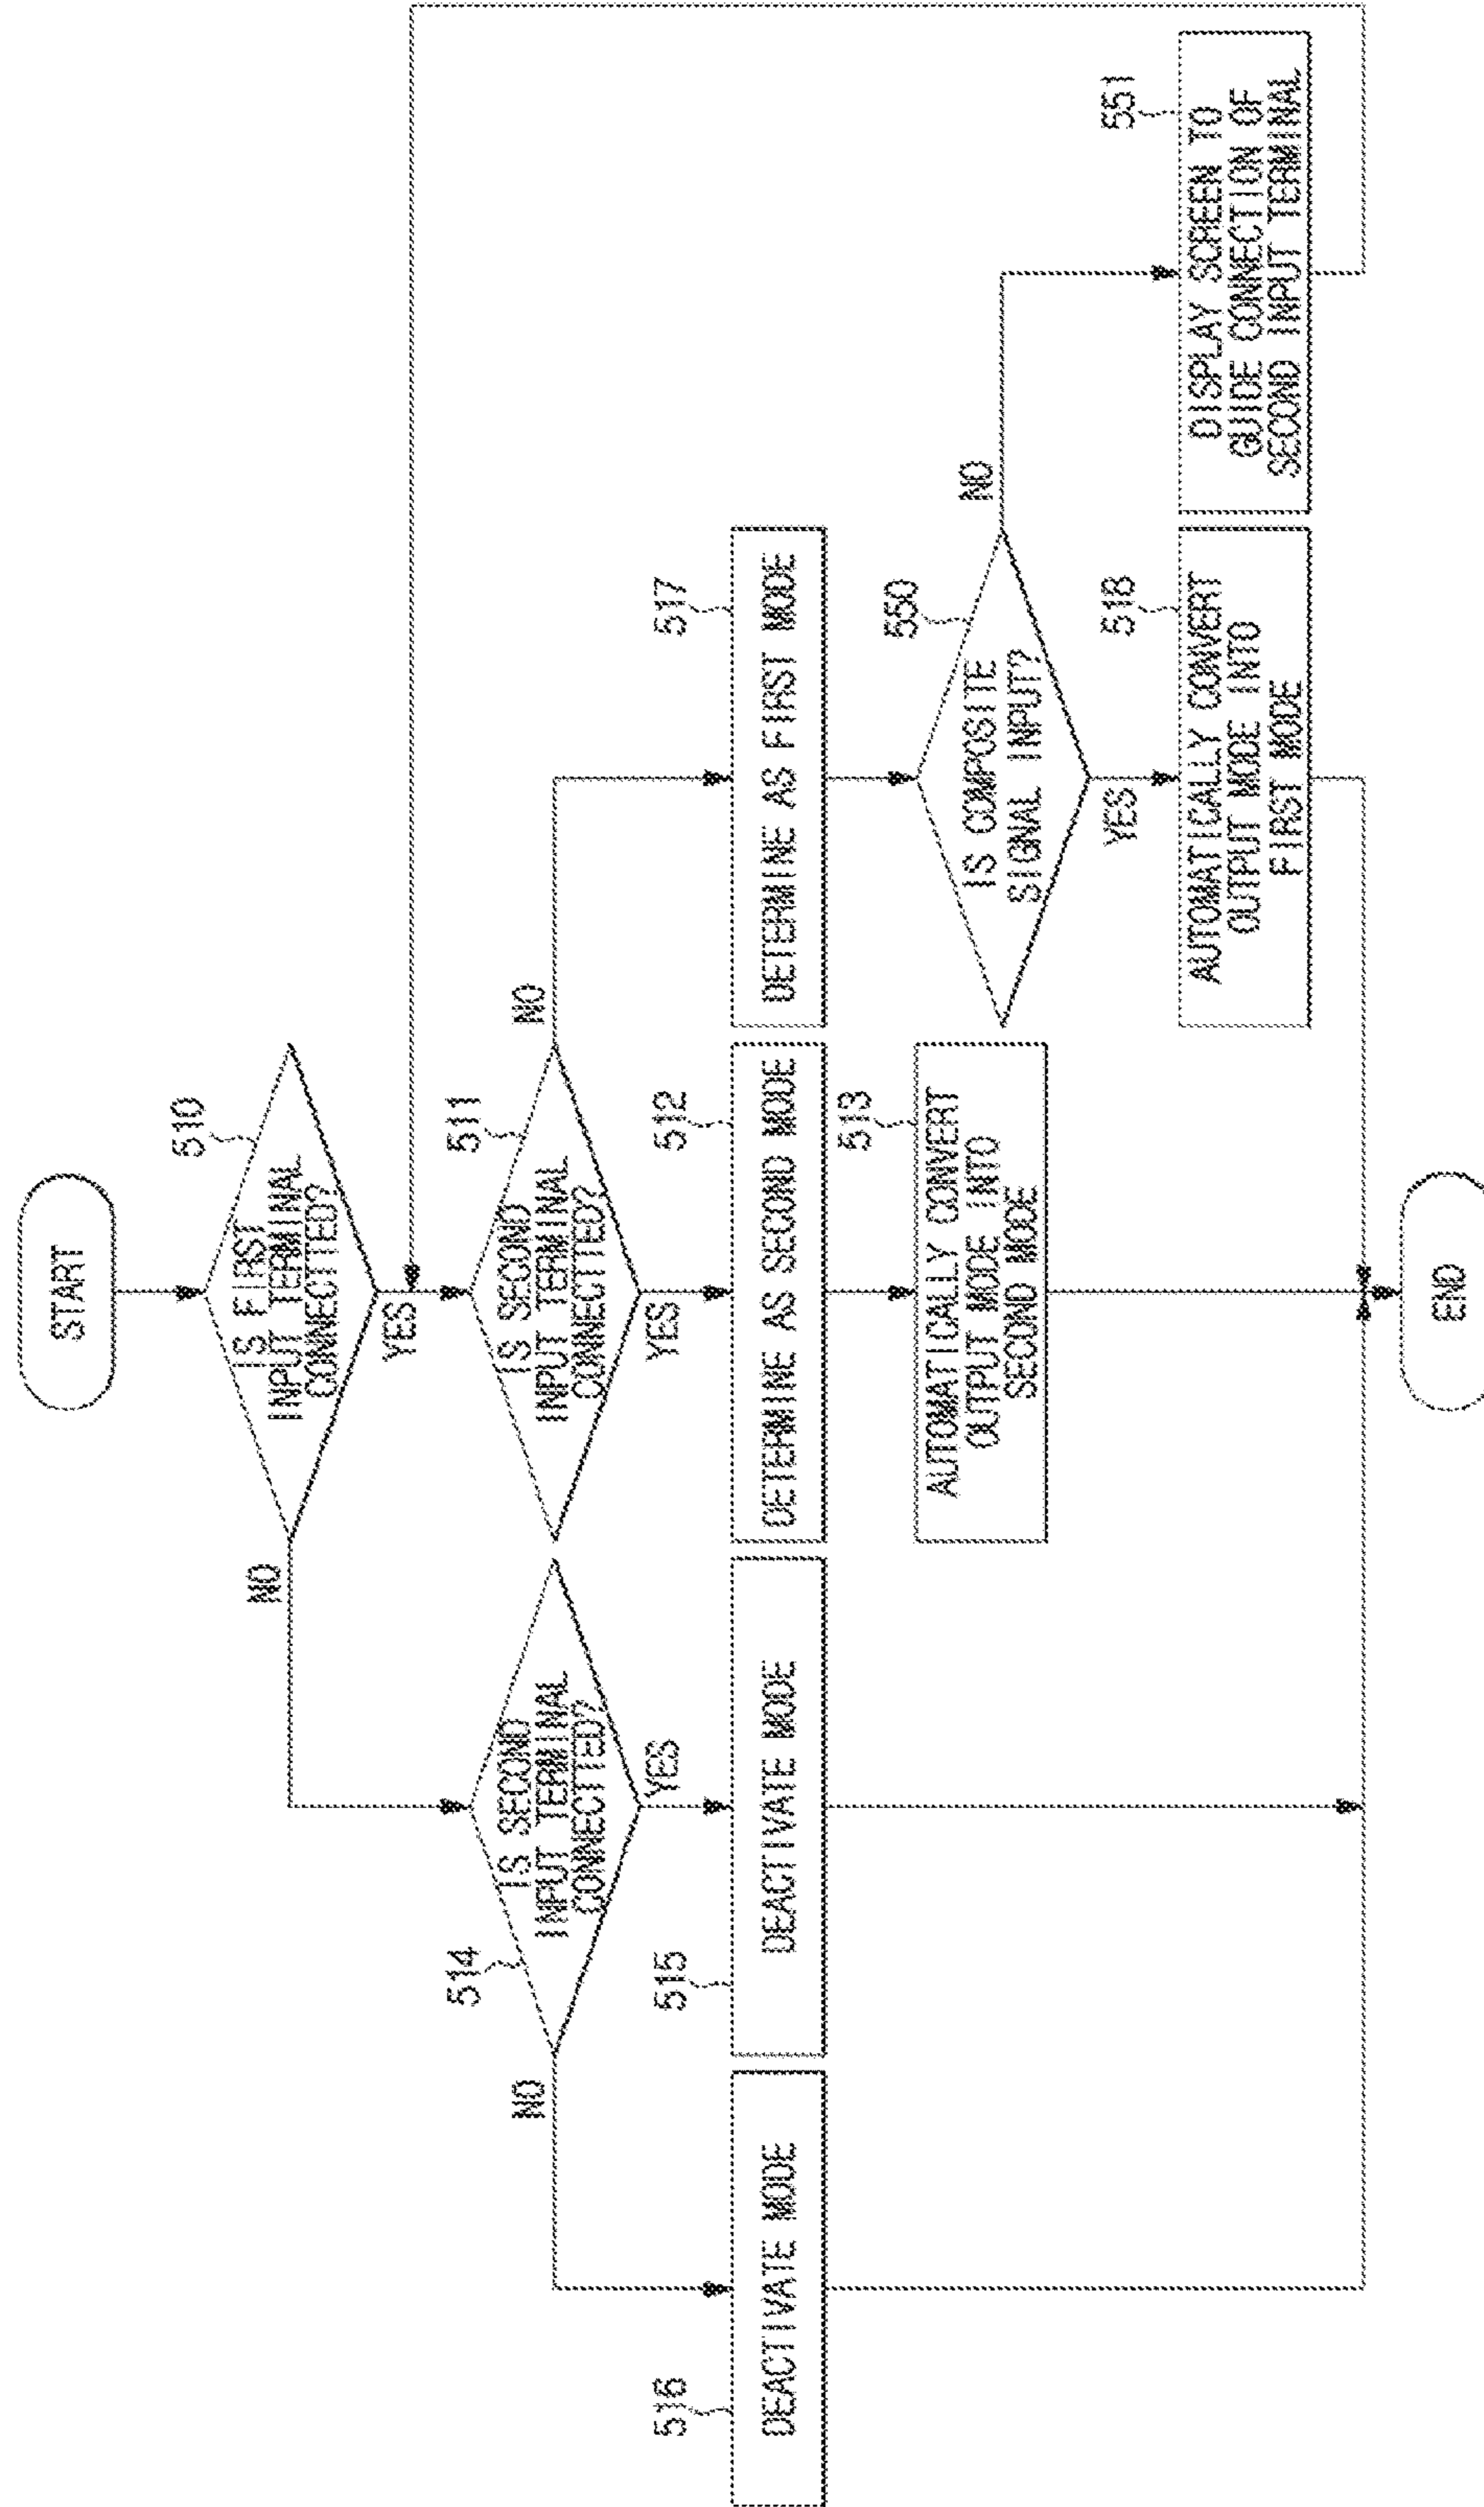 START
510
IS FIRST
INPUT TERMINAL
CONNECTED?
NO
YES
514
IS SECOND
INPUT TERMINAL
CONNECTED?
NO
YES
511
IS SECOND
INPUT TERMINAL
CONNECTED?
YES
NO
516
DEACTIVATE MODE
515
DEACTIVATE MODE
512
DETERMINE AS SECOND MODE
517
DETERMINE AS FIRST MODE
513
AUTOMATICALLY CONVERT
OUTPUT MODE INTO
SECOND MODE
550
IS COMPOSITE
SIGNAL INPUT?
NO
YES
518
AUTOMATICALLY CONVERT
OUTPUT MODE INTO
FIRST MODE
551
DISPLAY SCREEN TO
GUIDE CONNECTION OF
SECOND INPUT TERMINAL
END